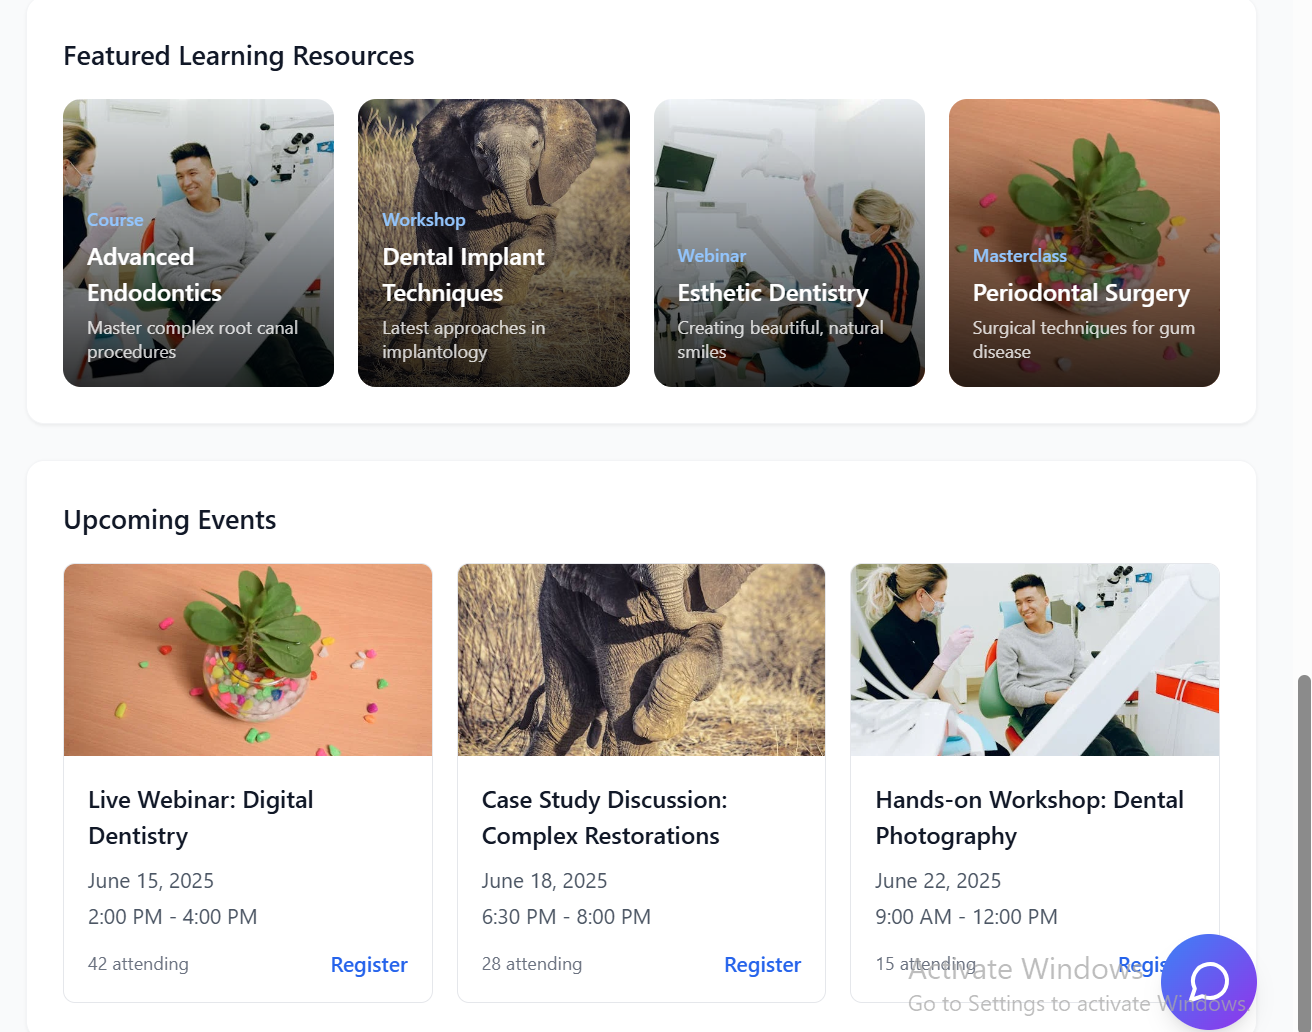 Featured Learning Resources
Course
Advanced
Endodontics
Master complex root canal
procedures
Workshop
Dental Implant
Techniques
Latest approaches in
implantology
Webinar
Esthetic Dentistry
Creating beautiful, natural
smiles
Masterclass
Periodontal Surgery
Surgical techniques for gum
disease
Upcoming Events
Live Webinar: Digital
Dentistry
June 15, 2025
2:00 PM - 4:00 PM
42 attending
Register
Case Study Discussion:
Complex Restorations
June 18, 2025
6:30 PM - 8:00 PM
28 attending
Register
Hands-on Workshop: Dental
Photography
June 22, 2025
9:00 AM - 12:00 PM
15 attending
Regis
Activate Windows
Go to Settings to activate Windows.